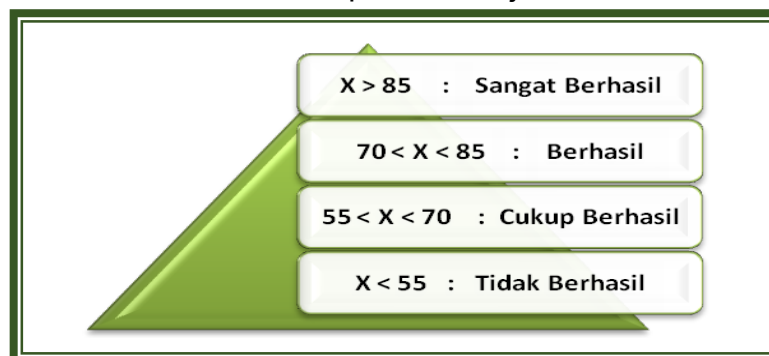 X > 85 : Sangat Berhasil
70 < X < 85 : Berhasil
55 < X < 70 : Cukup Berhasil
X < 55 : Tidak Berhasil